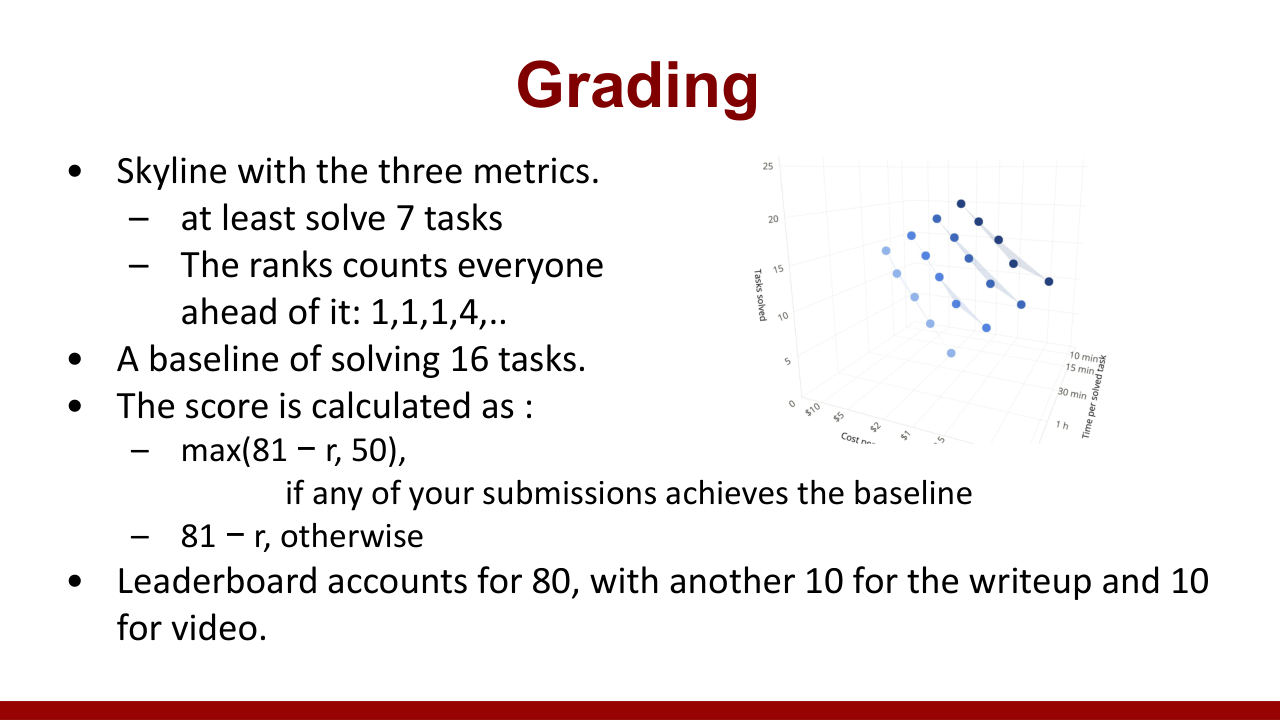 Grading
• Skyline with the three metrics.
– at least solve 7 tasks
– The ranks counts everyone
ahead of it: 1,1,1,4,..
• A baseline of solving 16 tasks.
• The score is calculated as :
– max(81 − r, 50),
if any of your submissions achieves the baseline
– 81 − r, otherwise
• Leaderboard accounts for 80, with another 10 for the writeup and 10
for video.
25
20
15
10
5
0
Tasks solved
$10
$5
$2
$1
Cost
10 min
15 min
30 min
1 h
Time per solved task